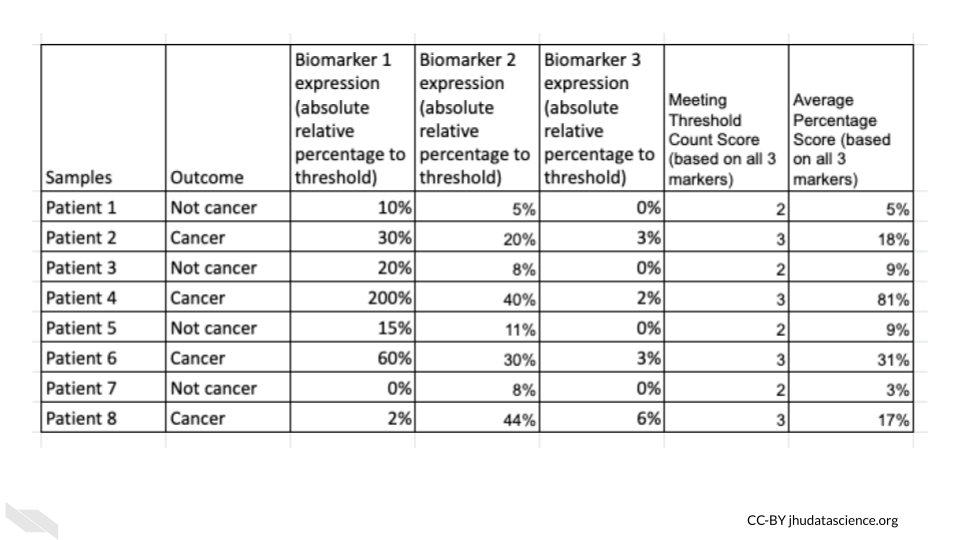 Samples Outcome Biomarker 1 expression (absolute relative percentage to threshold) Biomarker 2 expression (absolute relative percentage to threshold) Biomarker 3 expression (absolute relative percentage to threshold) Meeting Threshold Count Score (based on all 3 markers) Average Percentage Score (based on all 3 markers)
Patient 1 Not cancer 10% 5% 0% 2 5%
Patient 2 Cancer 30% 20% 3% 3 18%
Patient 3 Not cancer 20% 8% 0% 2 9%
Patient 4 Cancer 200% 40% 2% 3 81%
Patient 5 Not cancer 15% 11% 0% 2 9%
Patient 6 Cancer 60% 30% 3% 3 31%
Patient 7 Not cancer 0% 8% 0% 2 3%
Patient 8 Cancer 2% 44% 6% 3 17%
CC-BY jhudatascience.org